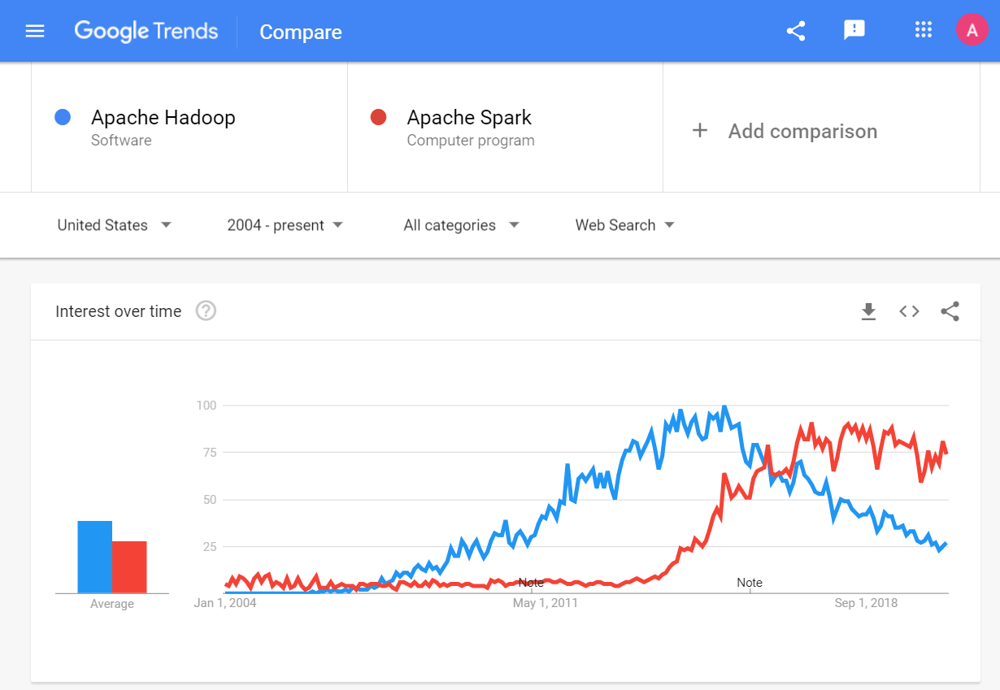 Google Trends Compare
A
Apache Hadoop
Software
Apache Spark
Computer program
+ Add comparison
United States 2004 - present All categories Web Search
Interest over time ?
100
75
50
25
Note Note
Average
Jan 1, 2004 May 1, 2011 Sep 1, 2018